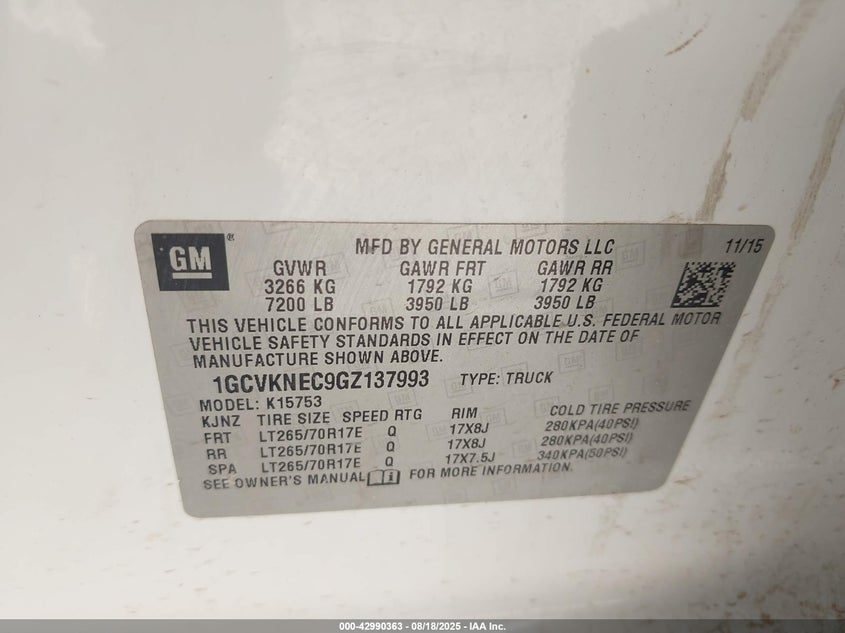 GM ®
MFD BY GENERAL MOTORS LLC 11/15
GVWR GAWR FRT GAWR RR
3266 KG 1792 KG 1792 KG
7200 LB 3950 LB 3950 LB
THIS VEHICLE CONFORMS TO ALL APPLICABLE U.S. FEDERAL MOTOR
VEHICLE SAFETY STANDARDS IN EFFECT ON THE DATE OF
MANUFACTURE SHOWN ABOVE.
1GCVKNEC9GZ137993 TYPE: TRUCK
MODEL: K15753
KJNZ TIRE SIZE SPEED RTG RIM COLD TIRE PRESSURE
FRT LT265/70R17E Q 17X8J 280KPA(40PSI)
RR LT265/70R17E Q 17X8J 280KPA(40PSI)
SPA LT265/70R17E Q 17X7.5J 340KPA(50PSI)
SEE OWNER'S MANUAL FOR MORE INFORMATION.
000-42990363 - 08/18/2025 - IAA Inc.